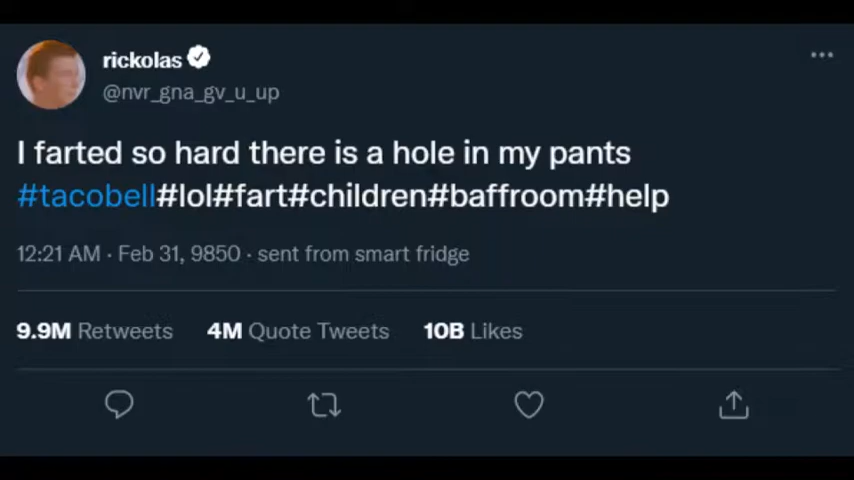 rickolas
@nvr_gna_gv_u_up
I farted so hard there is a hole in my pants
#tacobell#lol#fart#children#baffroom#help
12:21 AM · Feb 31, 9850 · sent from smart fridge
9.9M Retweets 4M Quote Tweets 10B Likes